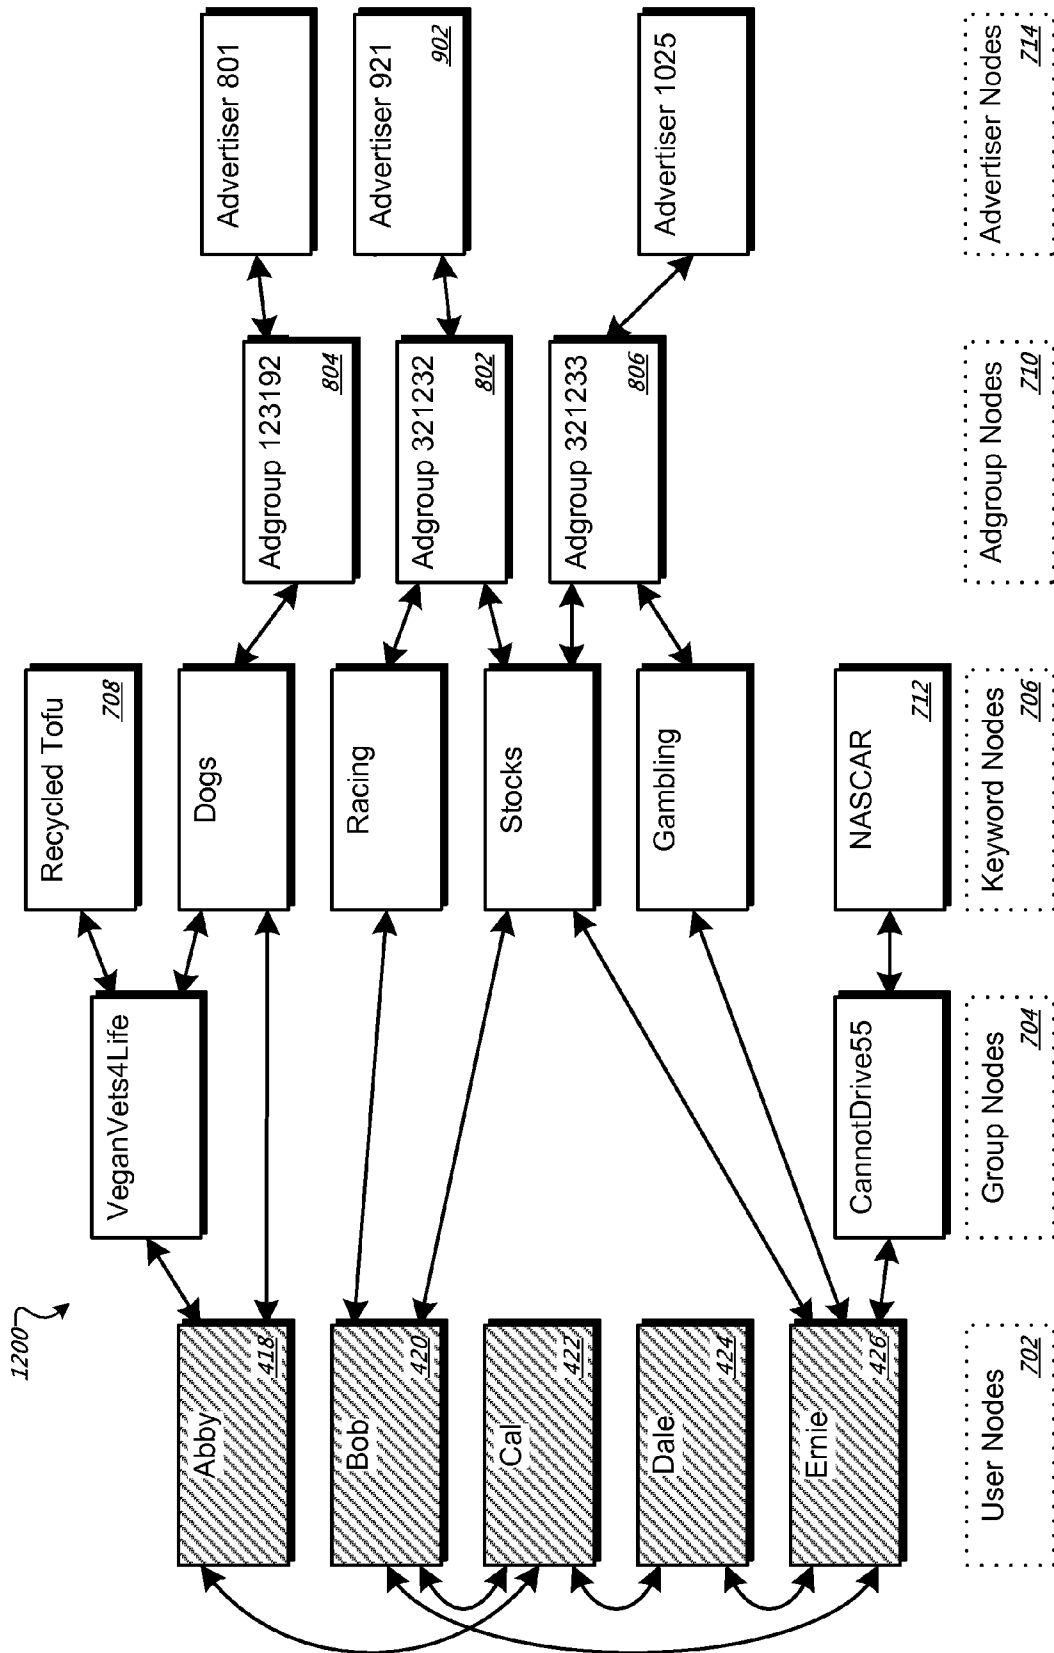 1200
Abby
418
Bob
420
Cal
422
Dale
424
Ernie
426
User Nodes
702
VeganVets4Life
CannotDrive55
Group Nodes
704
Recycled Tofu
708
Dogs
Racing
Stocks
Gambling
NASCAR
712
Keyword Nodes
706
Adgroup 123192
804
Adgroup 321232
802
Adgroup 321233
806
Adgroup Nodes
710
Advertiser 801
Advertiser 921
902
Advertiser 1025
Advertiser Nodes
714